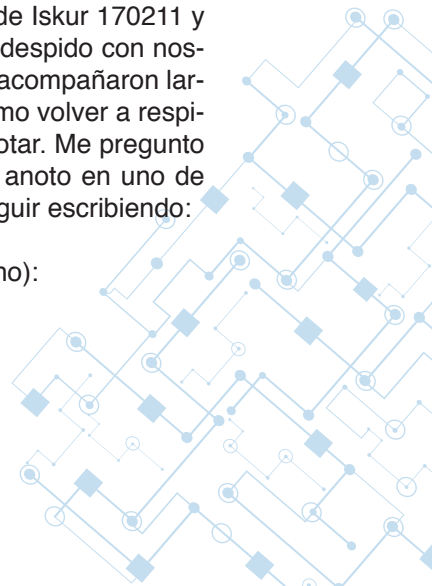 de Iskur 170211 y
despido con nos-
acompañaron lar-
mo volver a respi-
otar. Me pregunto
anoto en uno de
guir escribiendo:
no):